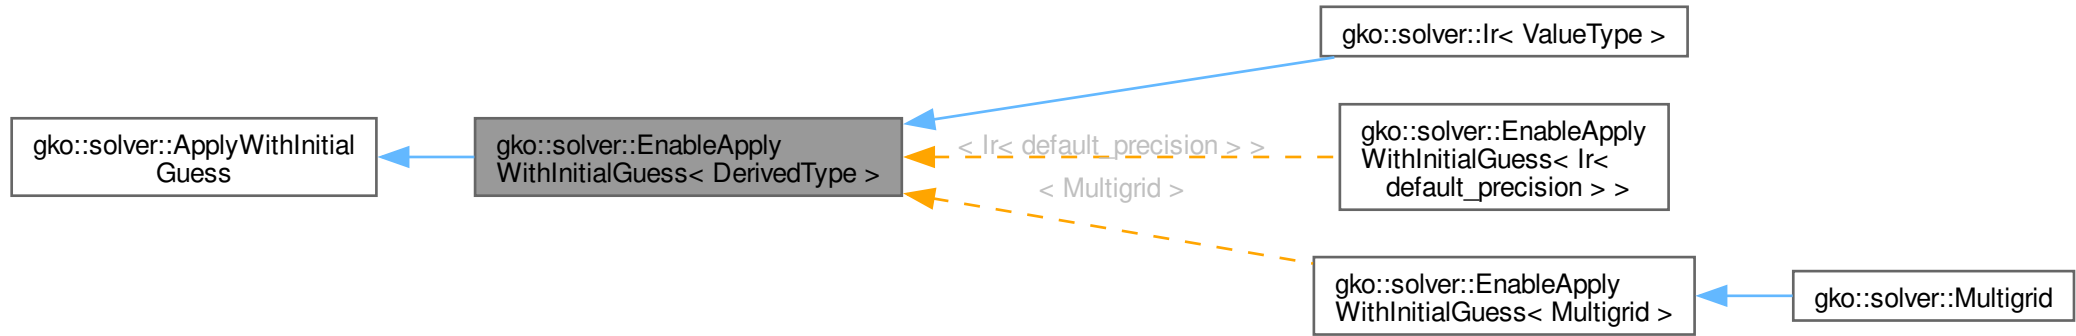 gko::solver::ApplyWithInitial
Guess
gko::solver::EnableApply
WithInitialGuess< DerivedType >
gko::solver::Ir< ValueType >
< Ir< default_precision > >
gko::solver::EnableApply
WithInitialGuess< Ir<
default_precision > >
< Multigrid >
gko::solver::EnableApply
WithInitialGuess< Multigrid >
gko::solver::Multigrid